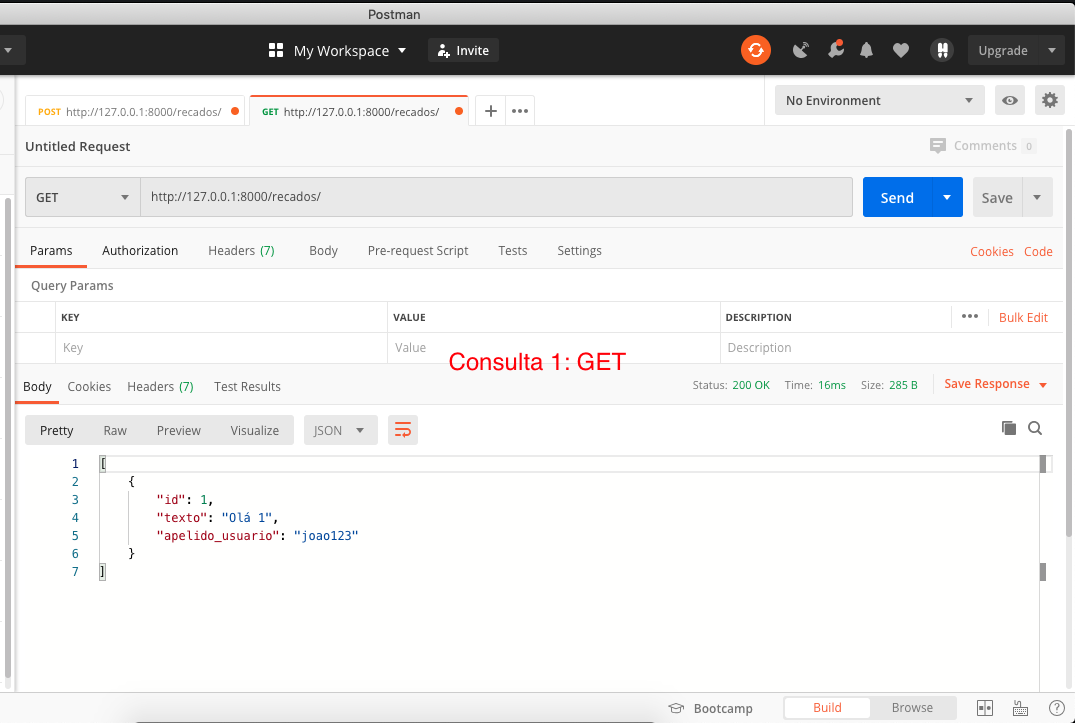 Postman
My Workspace
Invite
Upgrade
POST http://127.0.0.1:8000/recados/
GET http://127.0.0.1:8000/recados/
No Environment
Untitled Request
Comments 0
GET http://127.0.0.1:8000/recados/
Send
Save
Params Authorization Headers (7) Body Pre-request Script Tests Settings
Cookies Code
Query Params
KEY VALUE DESCRIPTION
Bulk Edit
Key Value Description
Consulta 1: GET
Body Cookies Headers (7) Test Results
Status: 200 OK Time: 16ms Size: 285 B
Save Response
Pretty Raw Preview Visualize JSON
1 [
2 {
3 "id": 1,
4 "texto": "Olá 1",
5 "apelido_usuario": "joao123"
6 }
7 ]
Bootcamp Build Browse